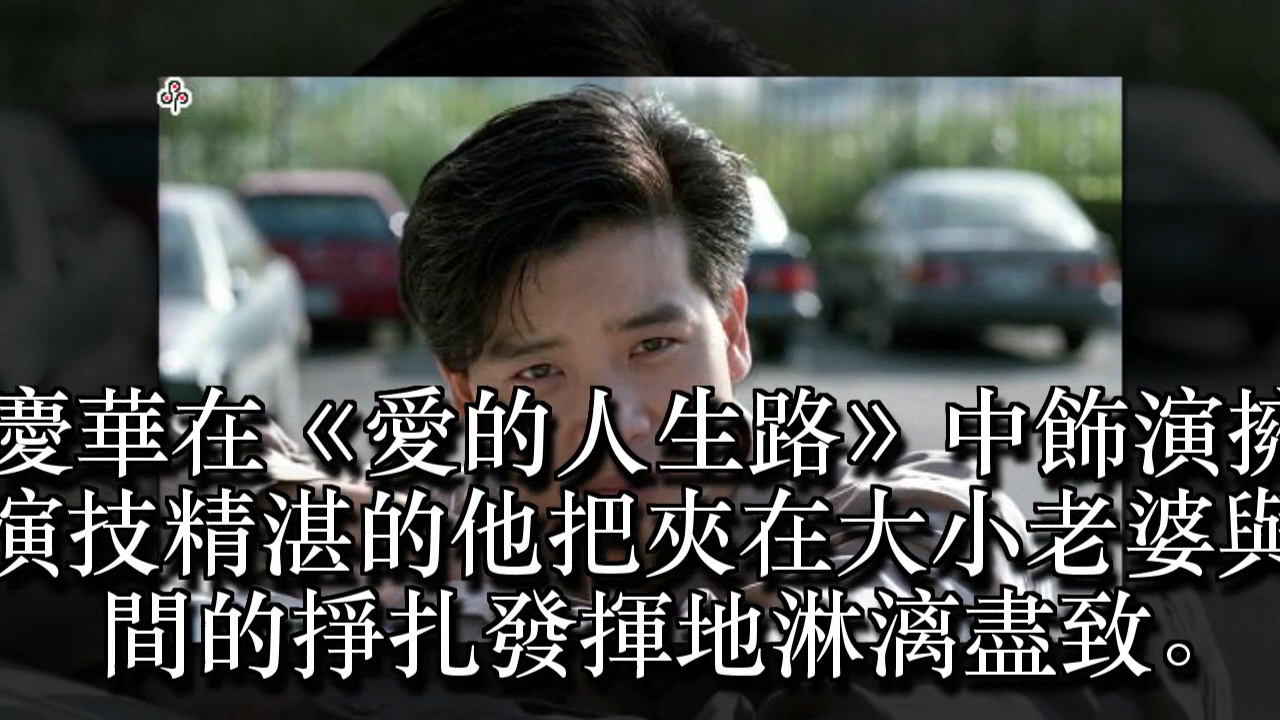 慶華在《愛的人生路》中飾演擁
演技精湛的他把夾在大小老婆與
間的掙扎發揮地淋漓盡致。